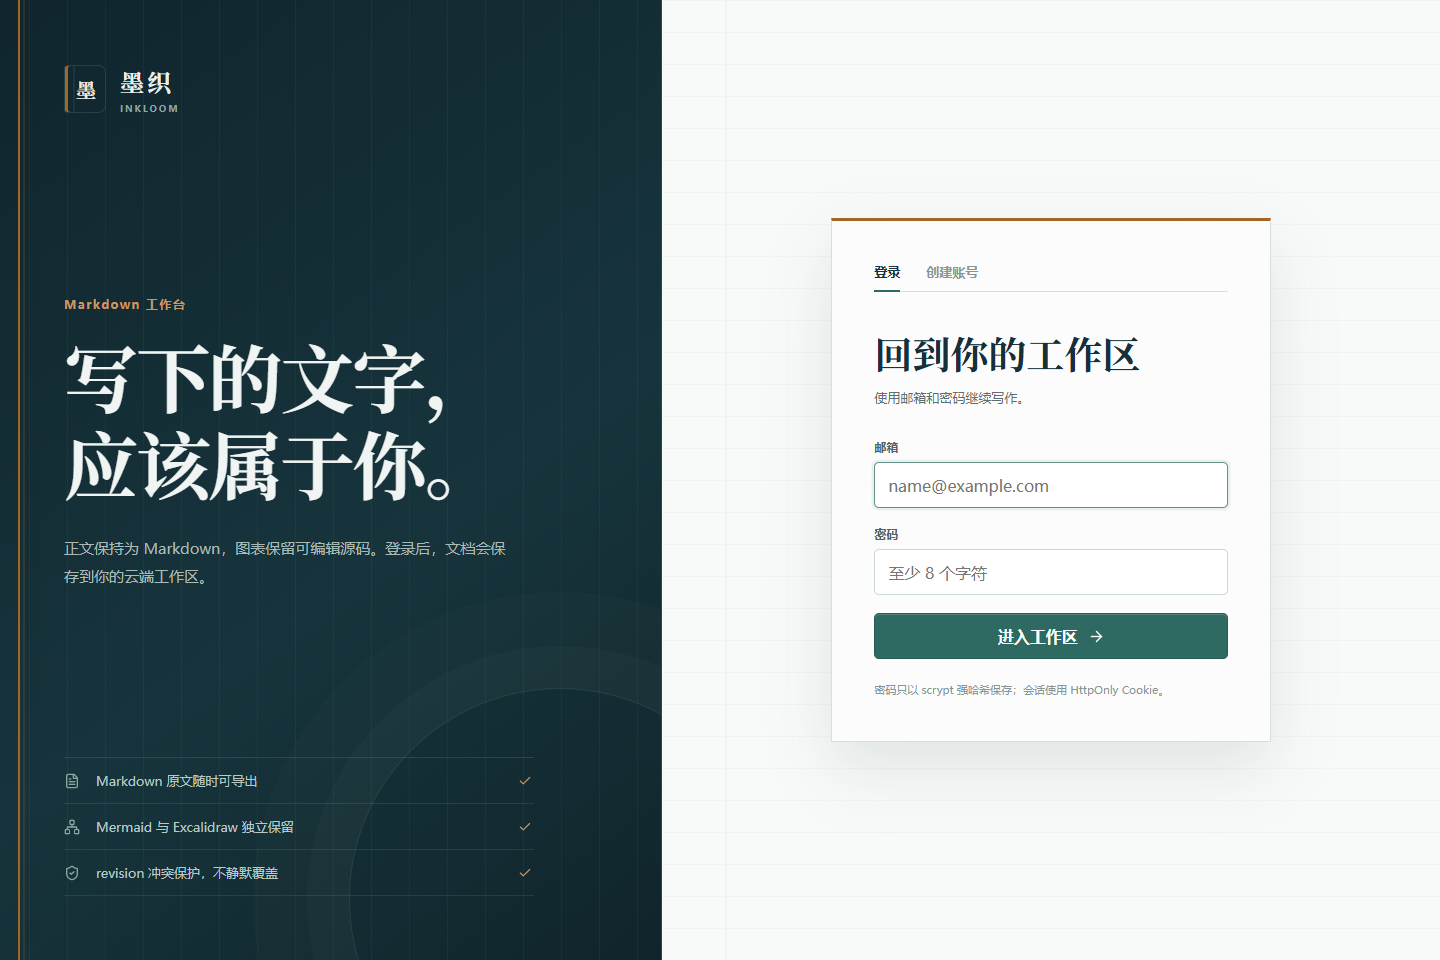 墨
墨织
INKLOOM
Markdown 工作台
写下的文字，
应该属于你。
正文保持为 Markdown，图表保留可编辑源码。登录后，文档会保
存到你的云端工作区。
Markdown 原文随时可导出
Mermaid 与 Excalidraw 独立保留
revision 冲突保护，不静默覆盖
登录 创建账号
回到你的工作区
使用邮箱和密码继续写作。
邮箱
name@example.com
密码
至少 8 个字符
进入工作区 →
密码只以 scrypt 强哈希保存；会话使用 HttpOnly Cookie。